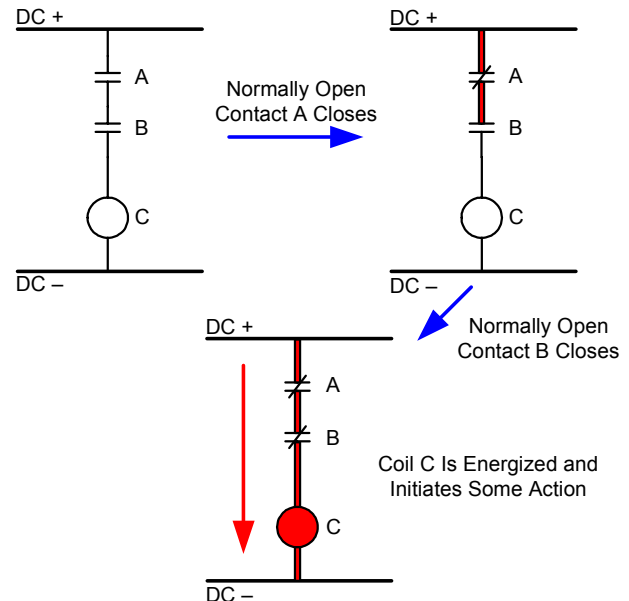 DC +
A
B
C
DC –
Normally Open
Contact A Closes
DC +
A
B
C
DC –
Normally Open
Contact B Closes
DC +
A
B
C
DC –
Coil C Is Energized and
Initiates Some Action